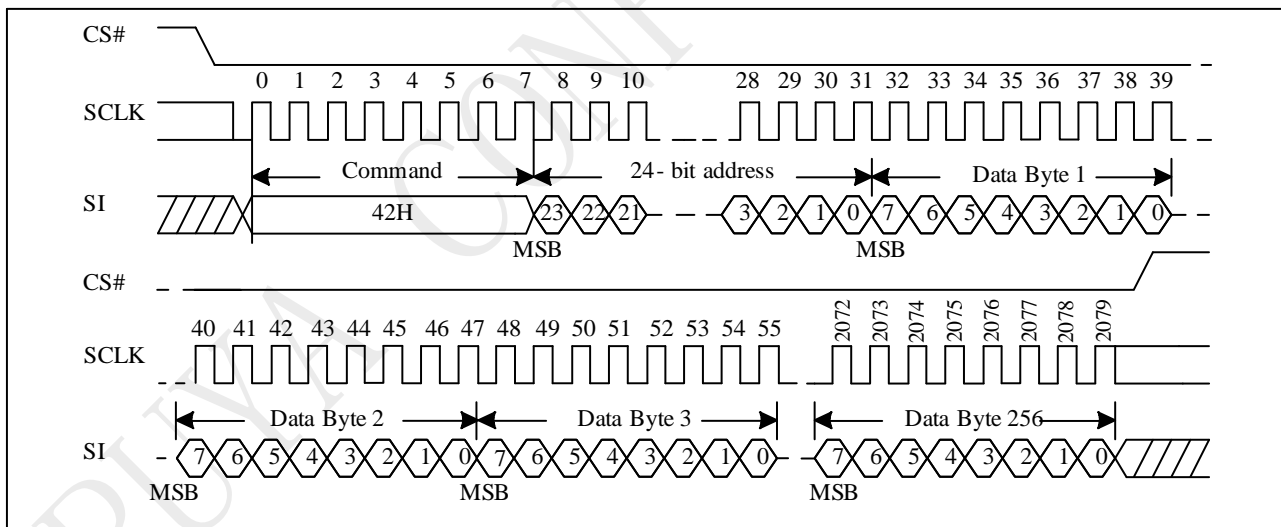 CS#
0 1 2 3 4 5 6 7 8 9 10 28 29 30 31 32 33 34 35 36 37 38 39
SCLK
Command 24- bit address Data Byte 1
SI 42H 23 22 21 3 2 1 0 7 6 5 4 3 2 1 0
MSB MSB
CS#
40 41 42 43 44 45 46 47 48 49 50 51 52 53 54 55 2072 2073 2074 2075 2076 2077 2078 2079
SCLK
Data Byte 2 Data Byte 3 Data Byte 256
SI 7 6 5 4 3 2 1 0 7 6 5 4 3 2 1 0 7 6 5 4 3 2 1 0
MSB MSB MSB
PUYA CONF